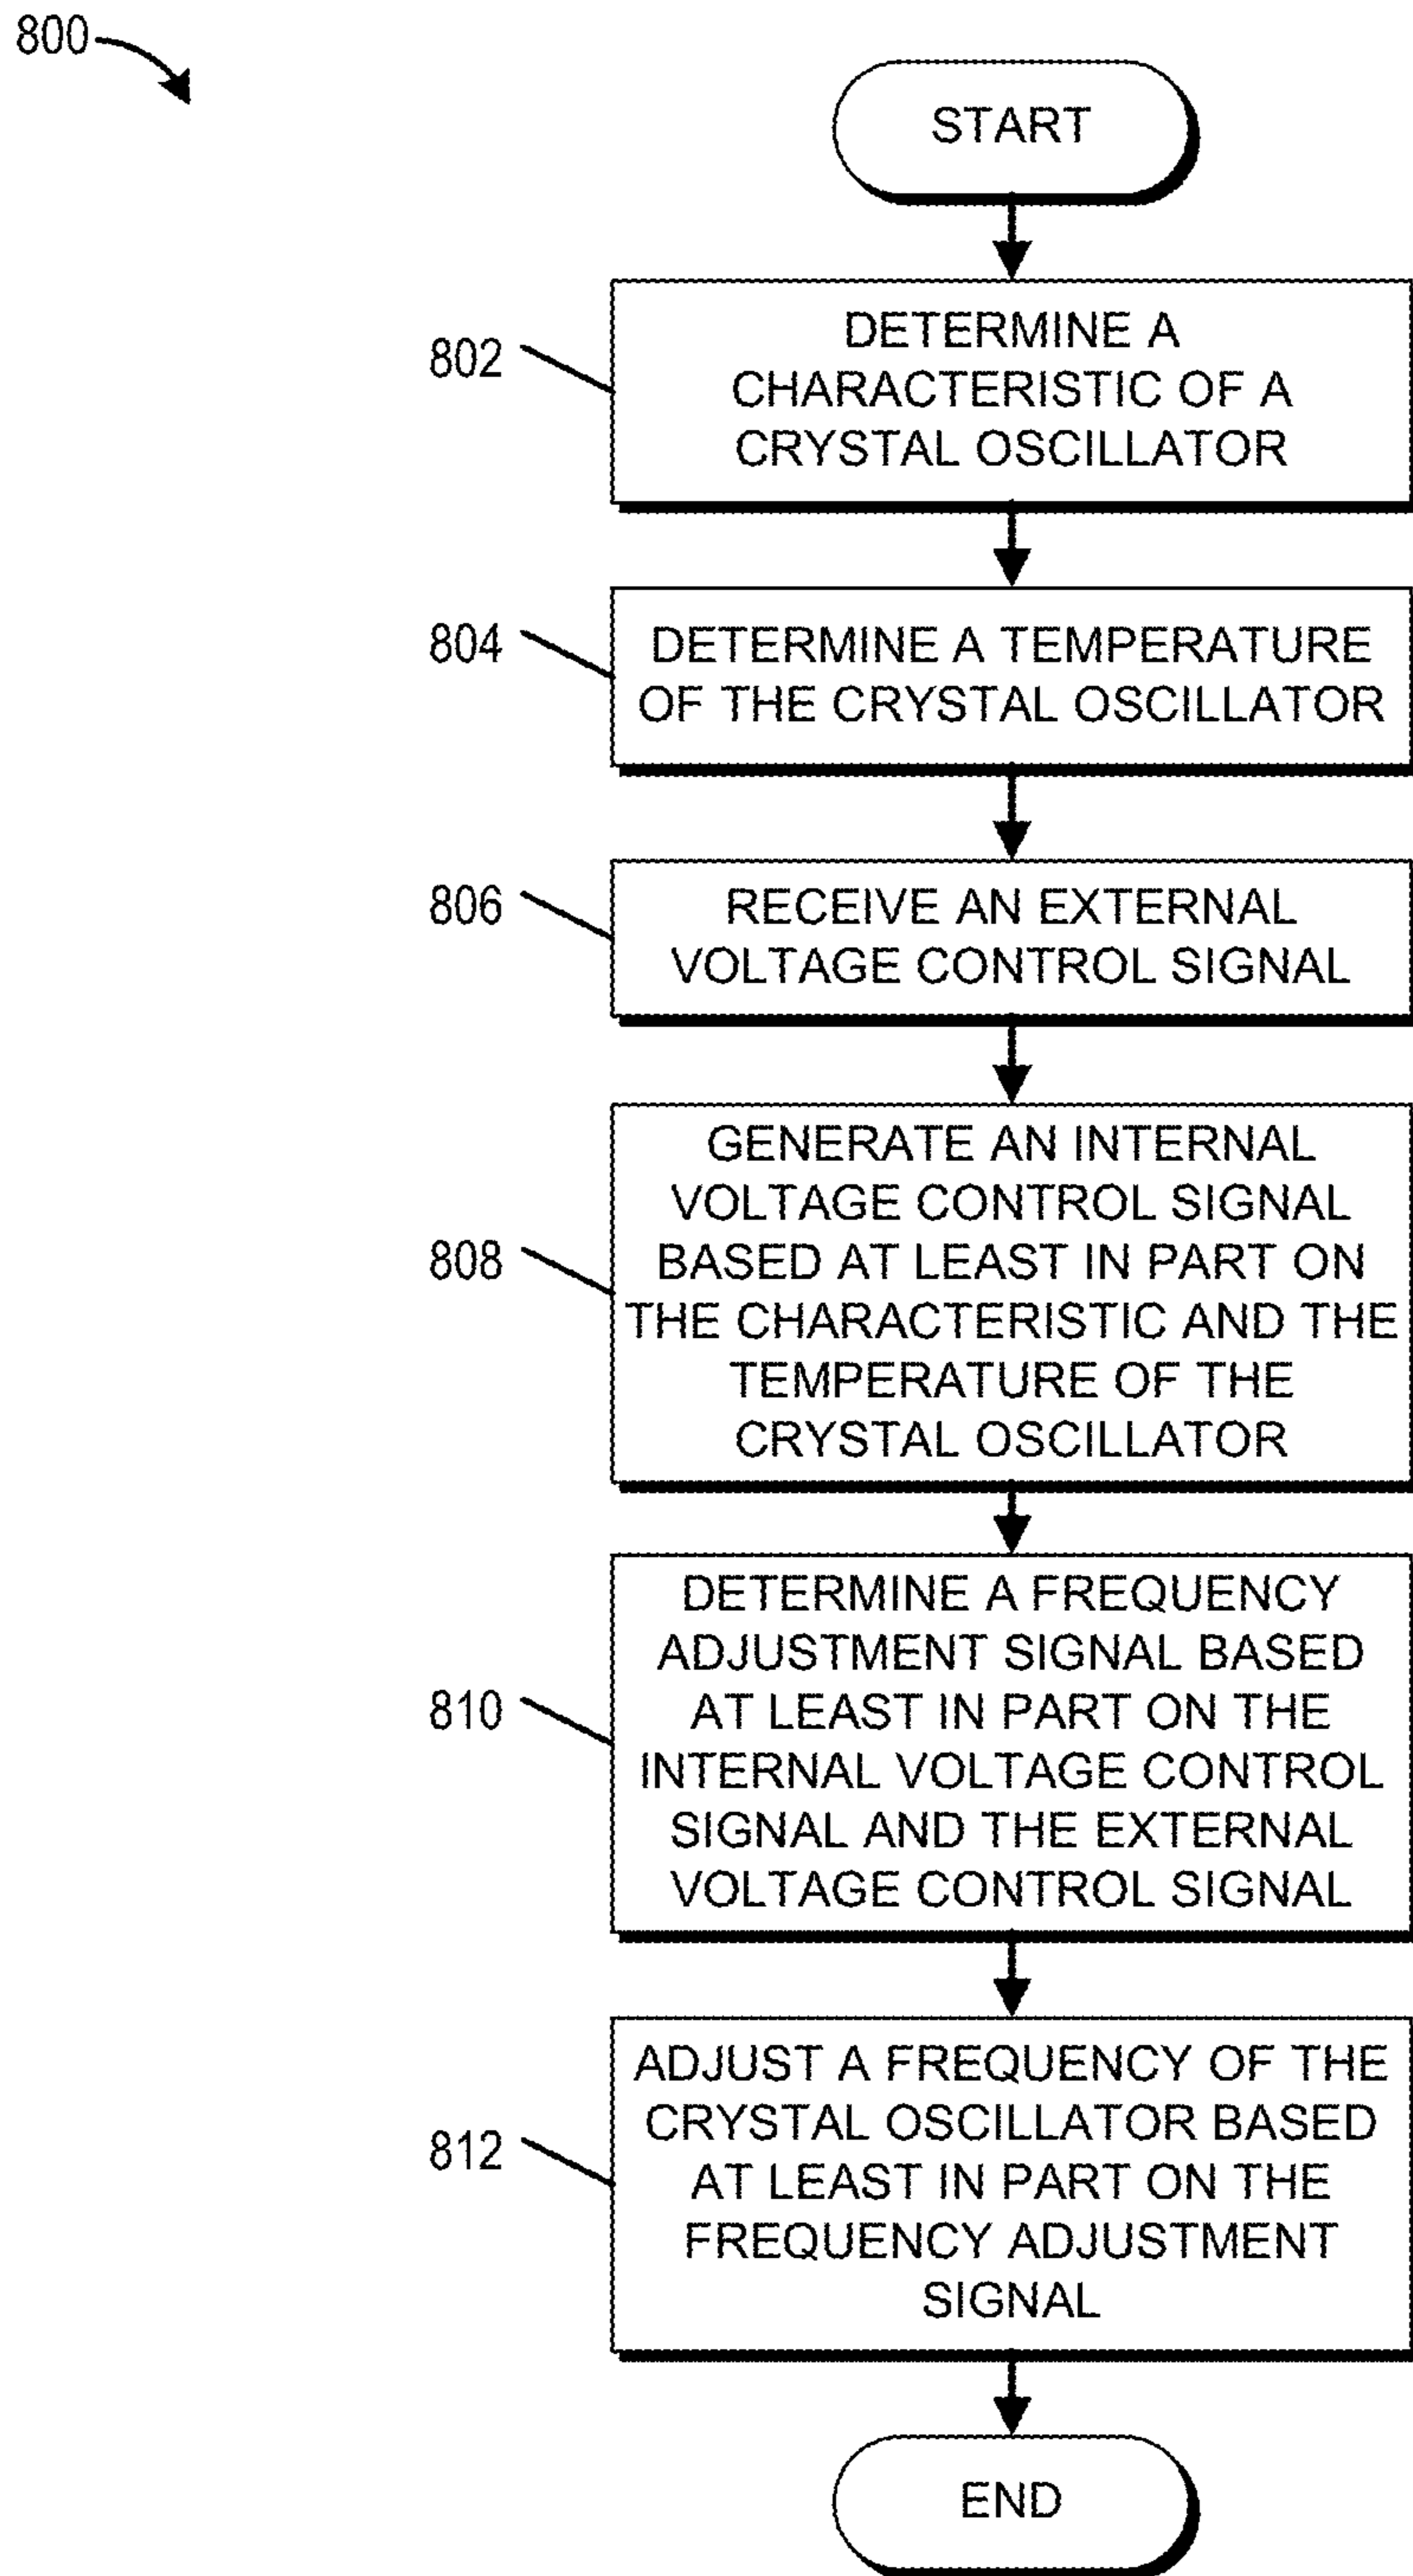 800
START
802
DETERMINE A
CHARACTERISTIC OF A
CRYSTAL OSCILLATOR
804
DETERMINE A TEMPERATURE
OF THE CRYSTAL OSCILLATOR
806
RECEIVE AN EXTERNAL
VOLTAGE CONTROL SIGNAL
808
GENERATE AN INTERNAL
VOLTAGE CONTROL SIGNAL
BASED AT LEAST IN PART ON
THE CHARACTERISTIC AND THE
TEMPERATURE OF THE
CRYSTAL OSCILLATOR
810
DETERMINE A FREQUENCY
ADJUSTMENT SIGNAL BASED
AT LEAST IN PART ON THE
INTERNAL VOLTAGE CONTROL
SIGNAL AND THE EXTERNAL
VOLTAGE CONTROL SIGNAL
812
ADJUST A FREQUENCY OF THE
CRYSTAL OSCILLATOR BASED
AT LEAST IN PART ON THE
FREQUENCY ADJUSTMENT
SIGNAL
END